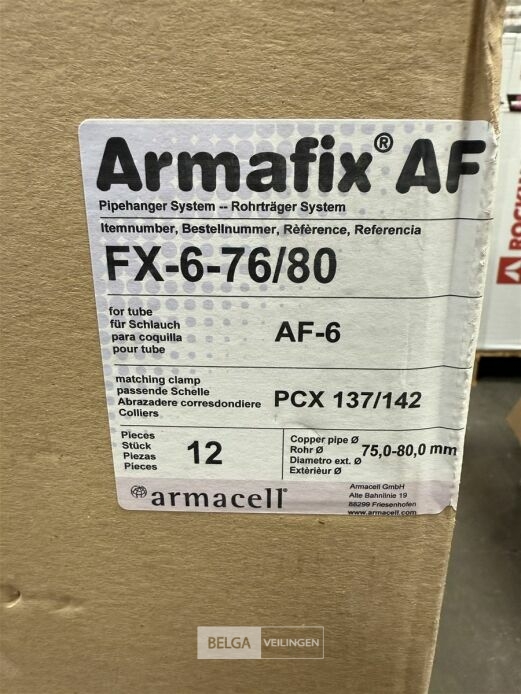 Armafix® AF
Pipehanger System -- Rohrträger System
Itemnumber, Bestellnummer, Rèfèrence, Referencia
FX-6-76/80
for tube
für Schlauch
para coquilla
pour tube
AF-6
matching clamp
passende Schelle
Abrazadere corresdondiere
Colliers
PCX 137/142
Pieces
Stück
Piezas
Pieces
12
Copper pipe Ø
Rohr Ø
Diametro ext. Ø
Extèrièur Ø
75,0-80,0 mm
armacell®
Armacell GmbH
Alte Bahnlinie 19
88299 Friesenhofen
www.armacell.com
BELGA VEILINGEN